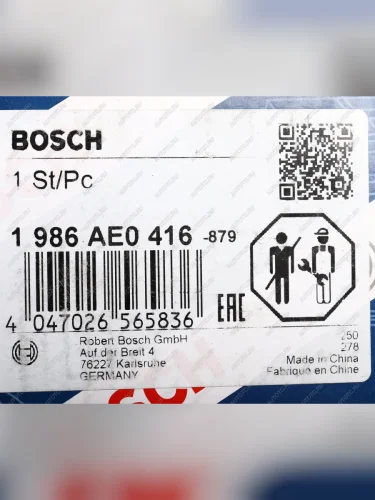 BOSCH
1 St/Pc
1 986 AE0 416 -879
4 047026 565836
EAC
Robert Bosch GmbH
Auf der Breit 4
76227 Karlsruhe
GERMANY
250
278
Made in China
Fabriqué en Chine